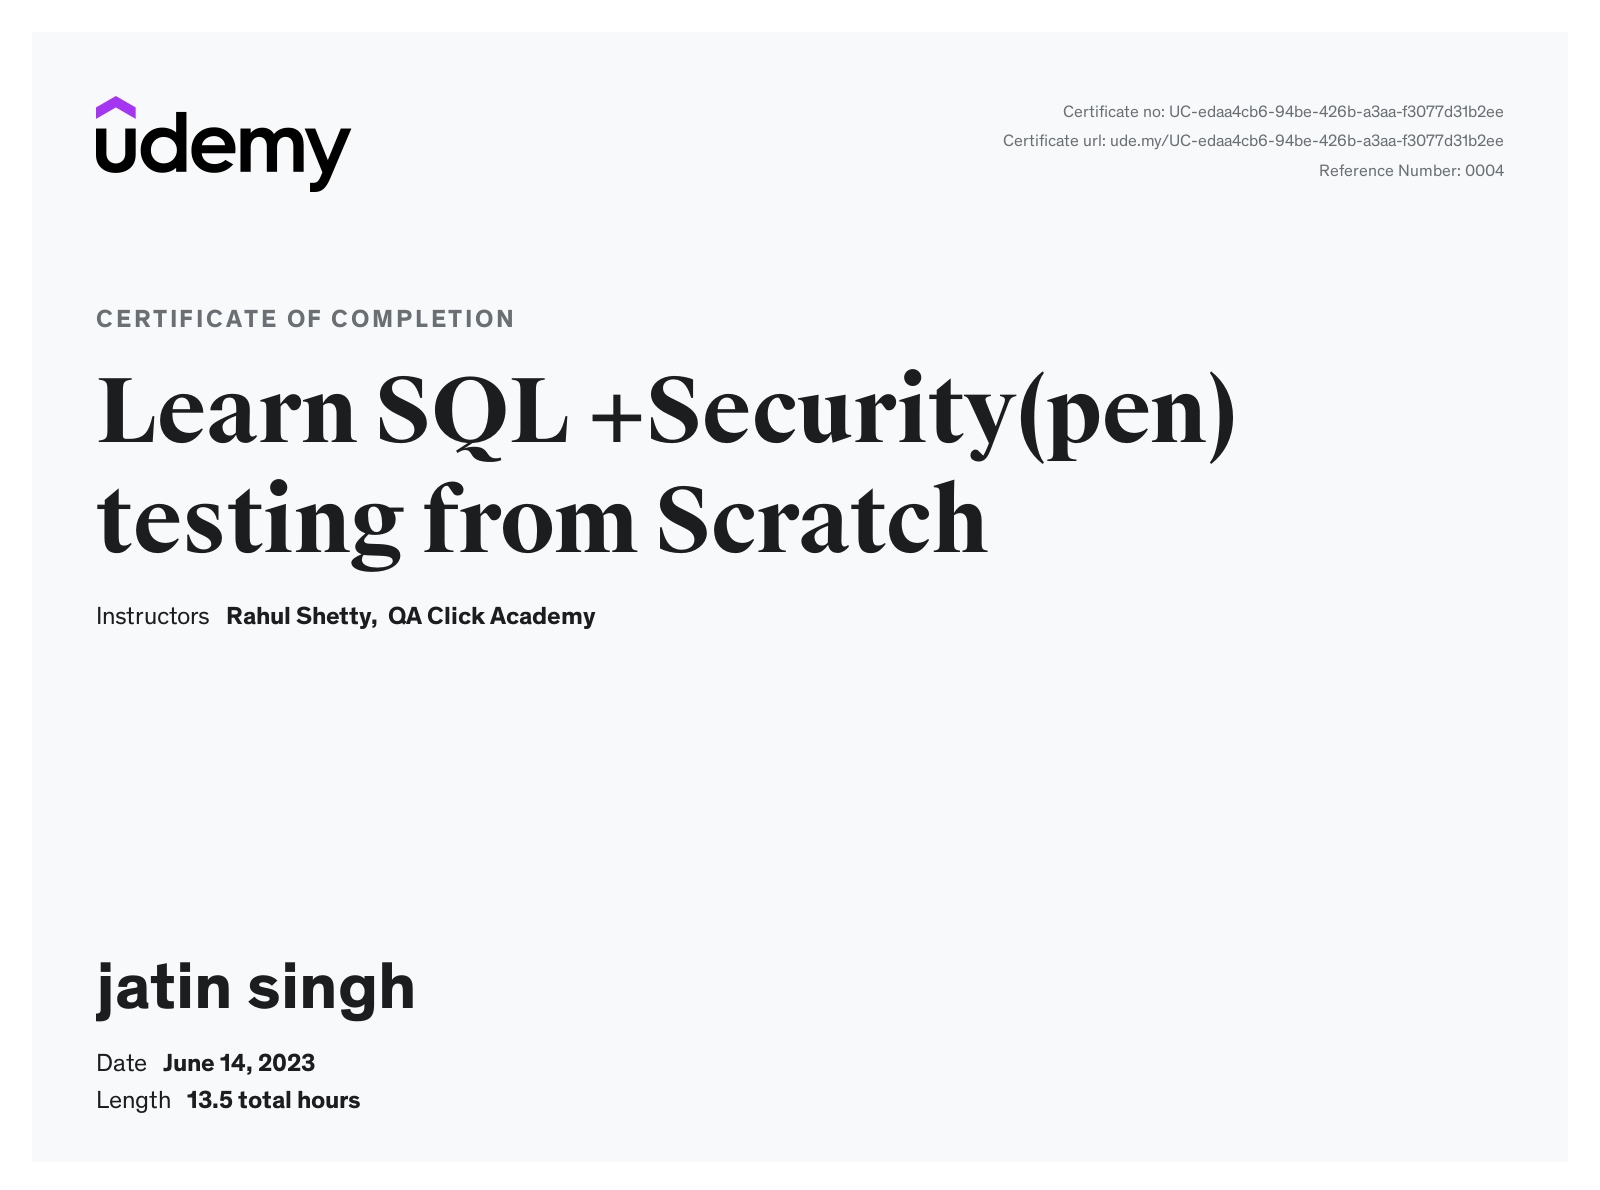 udemy
Certificate no: UC-edaa4cb6-94be-426b-a3aa-f3077d31b2ee
Certificate url: ude.my/UC-edaa4cb6-94be-426b-a3aa-f3077d31b2ee
Reference Number: 0004
CERTIFICATE OF COMPLETION
Learn SQL +Security(pen)
testing from Scratch
Instructors Rahul Shetty, QA Click Academy
jatin singh
Date June 14, 2023
Length 13.5 total hours